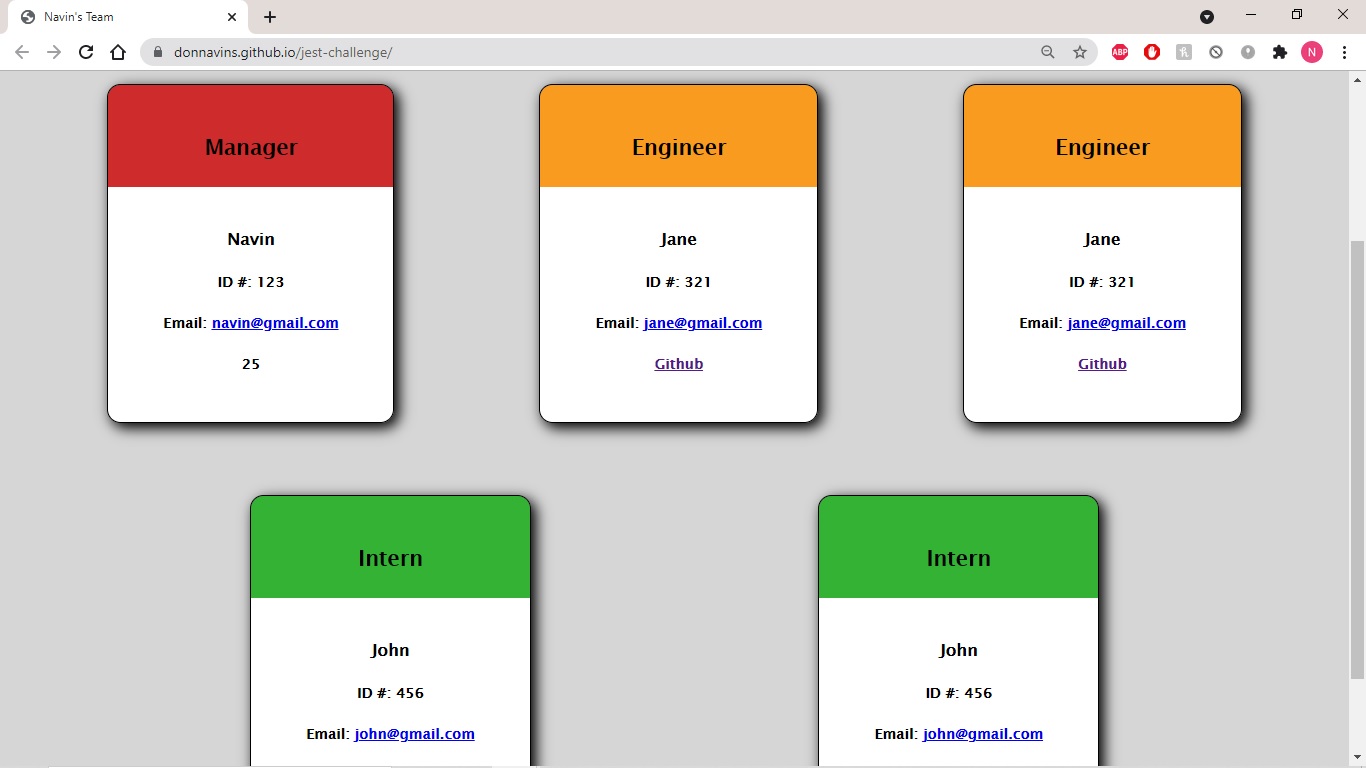 Navin's Team
donnavins.github.io/jest-challenge/
ABP
N
Manager
Navin
ID #: 123
Email: navin@gmail.com
25
Engineer
Jane
ID #: 321
Email: jane@gmail.com
Github
Engineer
Jane
ID #: 321
Email: jane@gmail.com
Github
Intern
John
ID #: 456
Email: john@gmail.com
Intern
John
ID #: 456
Email: john@gmail.com